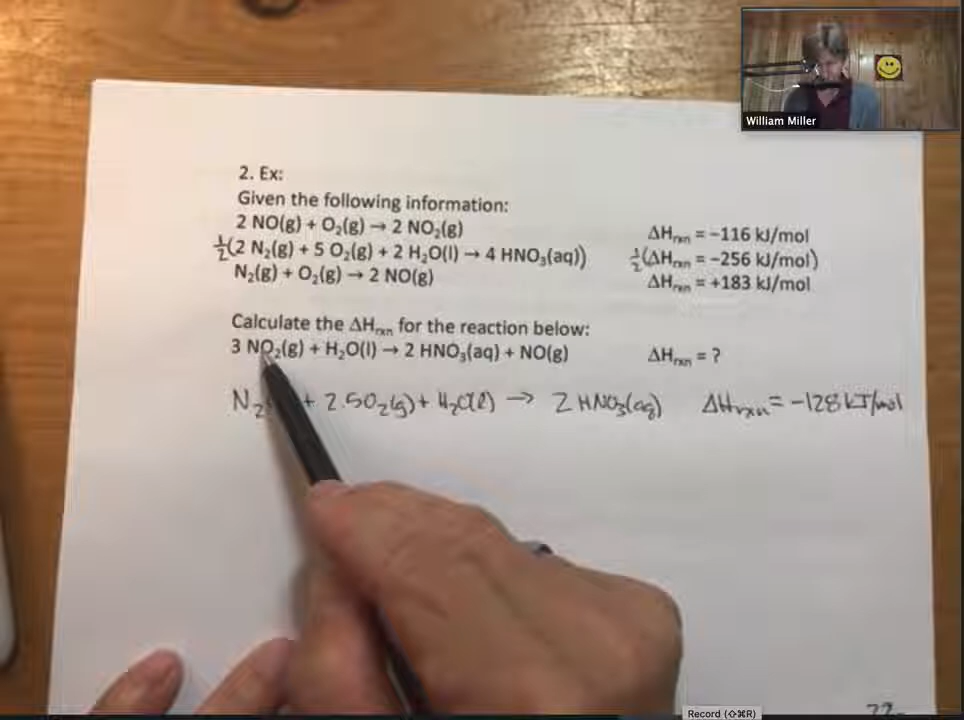 William Miller
2. Ex:
Given the following information:
2 NO(g) + O₂(g) → 2 NO₂(g) ΔHᵣₓₙ = −116 kJ/mol
½(2 N₂(g) + 5 O₂(g) + 2 H₂O(l) → 4 HNO₃(aq)) ½(ΔHᵣₓₙ = −256 kJ/mol)
N₂(g) + O₂(g) → 2 NO(g) ΔHᵣₓₙ = +183 kJ/mol
Calculate the ΔHᵣₓₙ for the reaction below:
3 NO₂(g) + H₂O(l) → 2 HNO₃(aq) + NO(g) ΔHᵣₓₙ = ?
N₂ + 2.5O₂(g) + H₂O(l) → 2 HNO₃(aq) ΔHᵣₓₙ = −128 kJ/mol
Record (⇧⌘R)